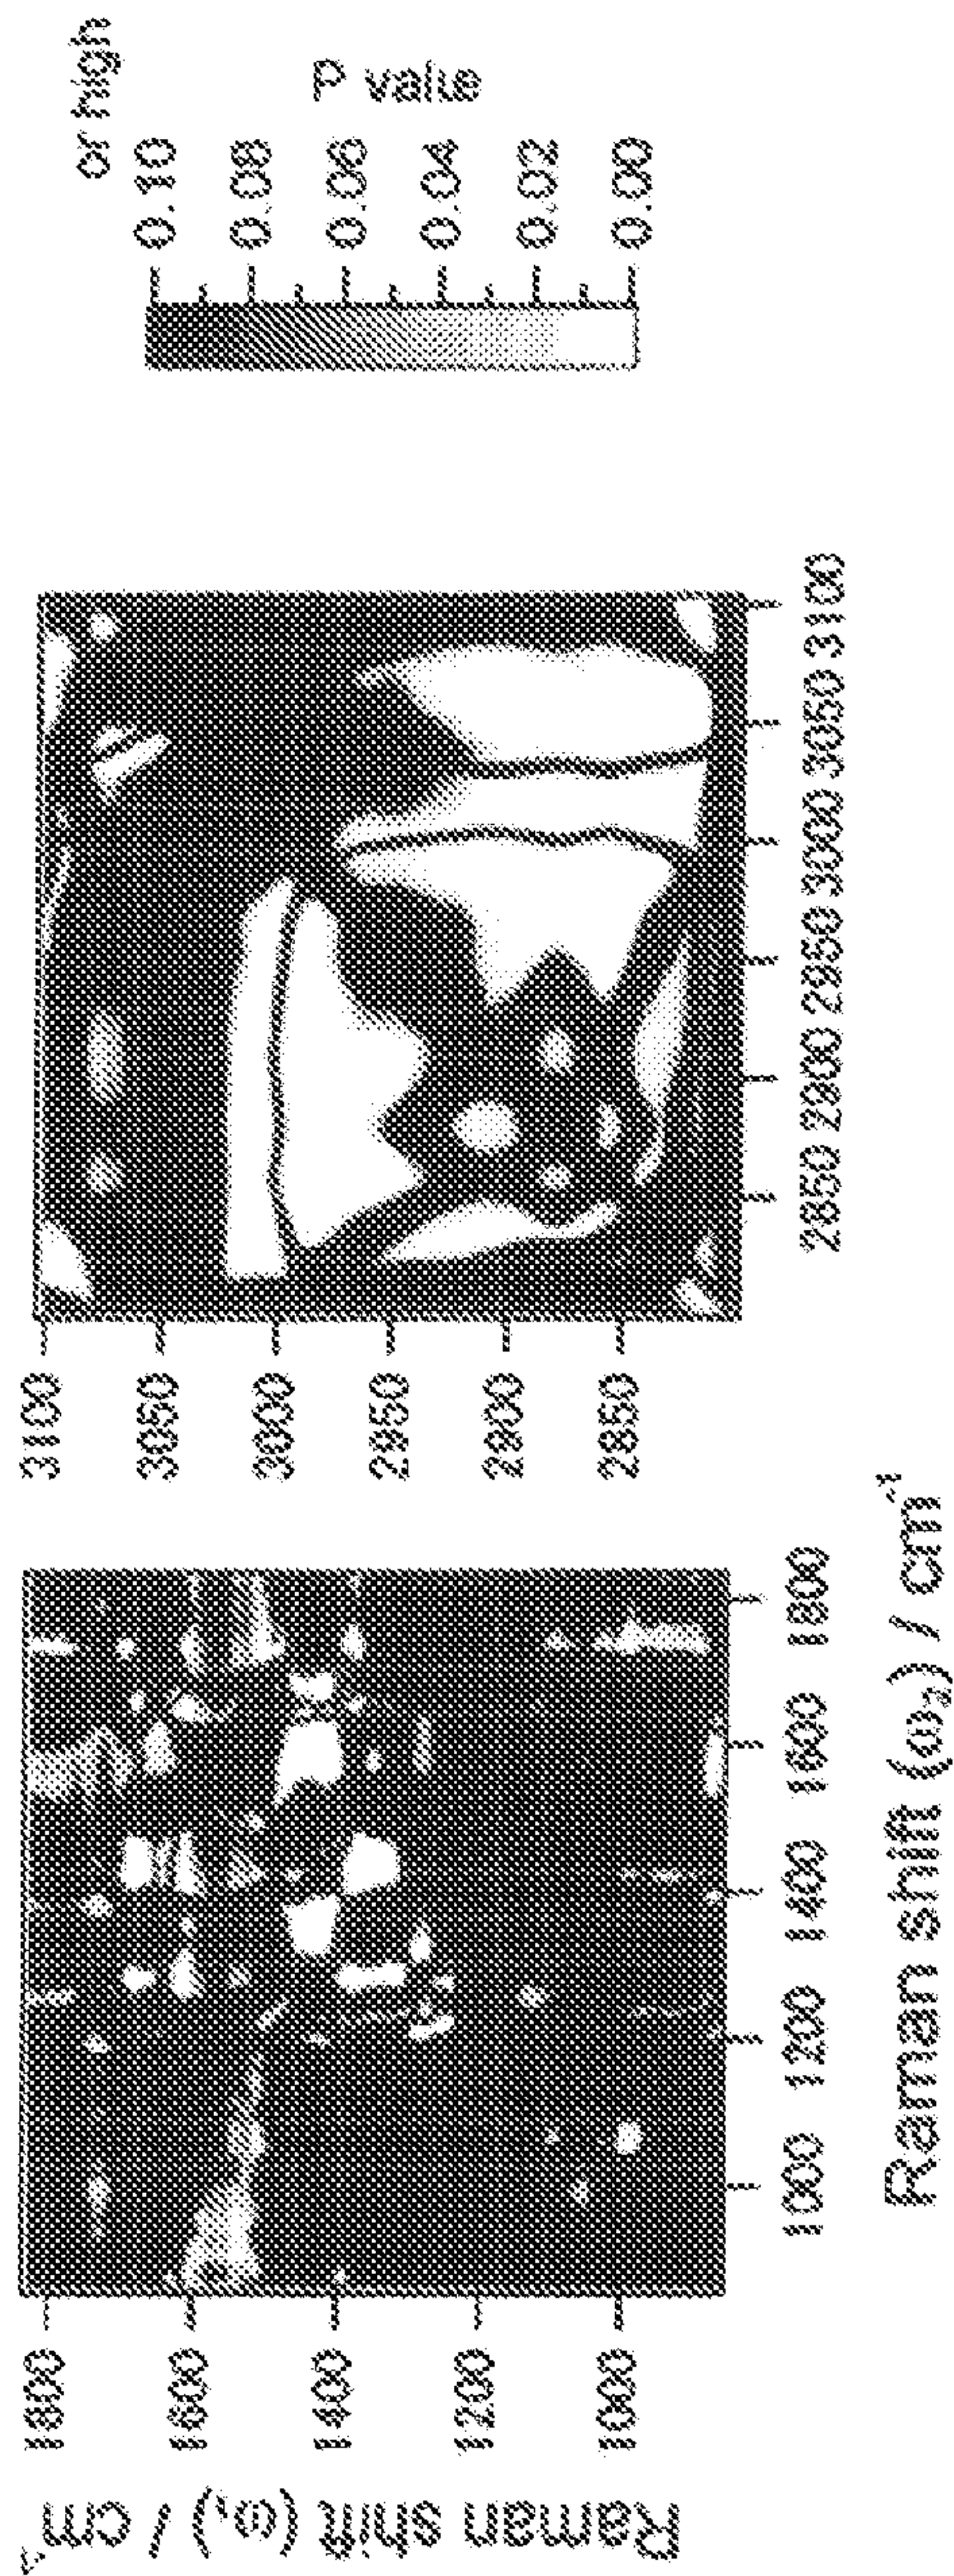 Raman shift (ω₁) / cm⁻¹
1800
1600
1400
1200
1000
1000 1200 1400 1600 1800
3100
3050
3000
2950
2900
2850
2850 2900 2950 3000 3050 3100
Raman shift (ω₂) / cm⁻¹
or high
0.10
0.08
0.06
0.04
0.02
0.00
P value